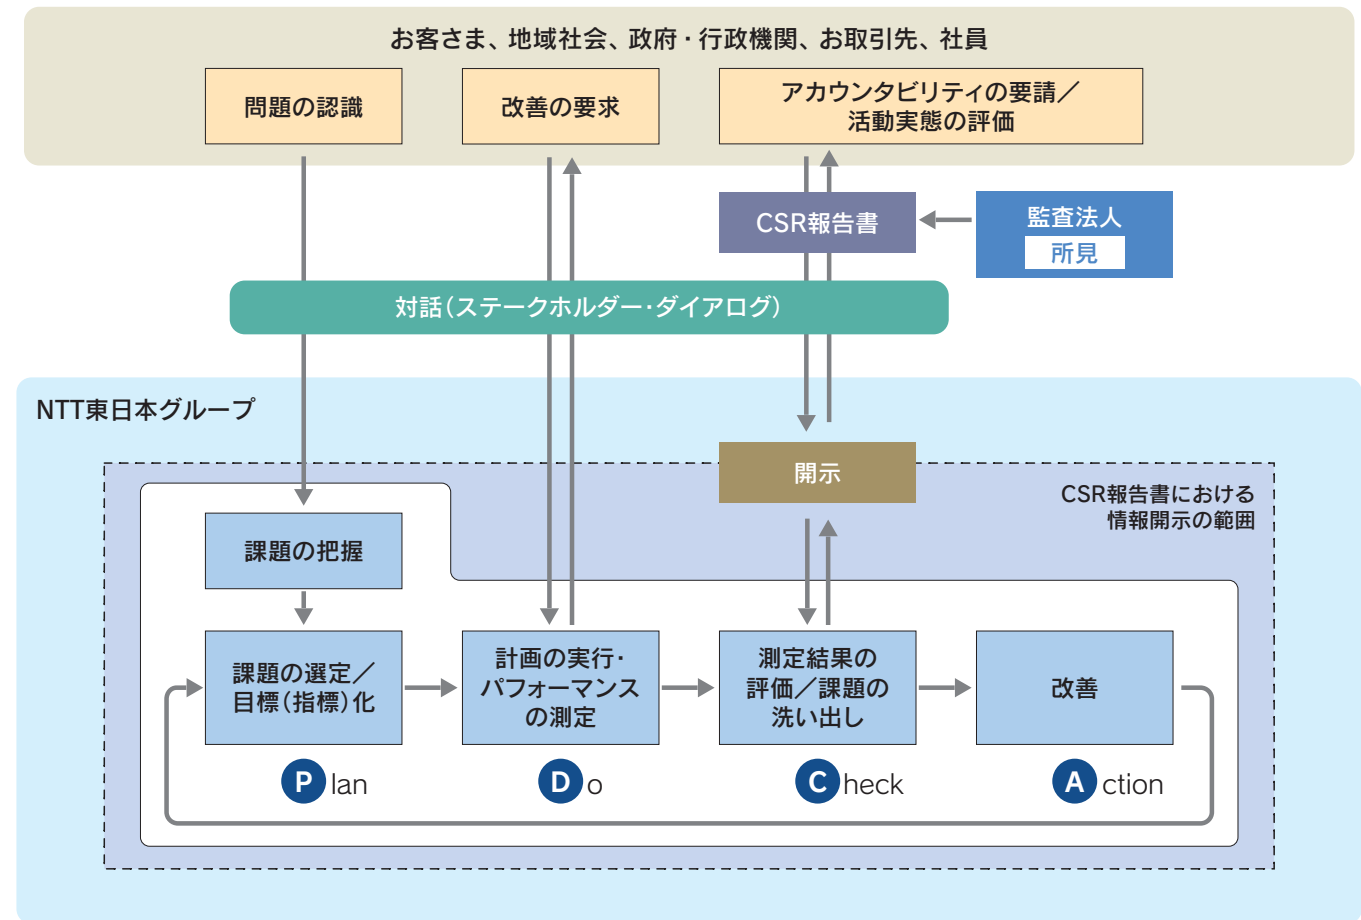 お客さま、地域社会、政府・行政機関、お取引先、社員
問題の認識
改善の要求
アカウンタビリティの要請／
活動実態の評価
CSR報告書
監査法人
所見
対話（ステークホルダー・ダイアログ）
NTT東日本グループ
開示
CSR報告書における
情報開示の範囲
課題の把握
課題の選定／
目標（指標）化
計画の実行・
パフォーマンス
の測定
測定結果の
評価／課題の
洗い出し
改善
Plan
Do
Check
Action